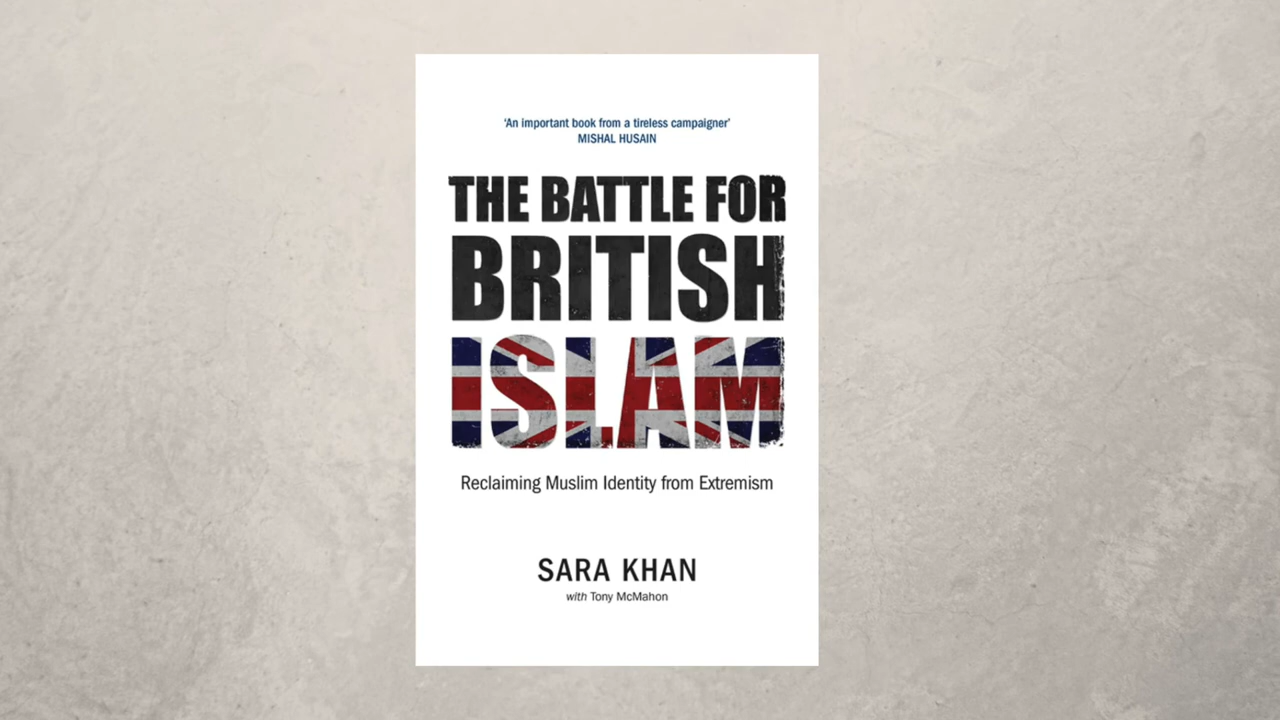 ‘An important book from a tireless campaigner’
MISHAL HUSAIN
THE BATTLE FOR
BRITISH
ISLAM
Reclaiming Muslim Identity from Extremism
SARA KHAN
with Tony McMahon